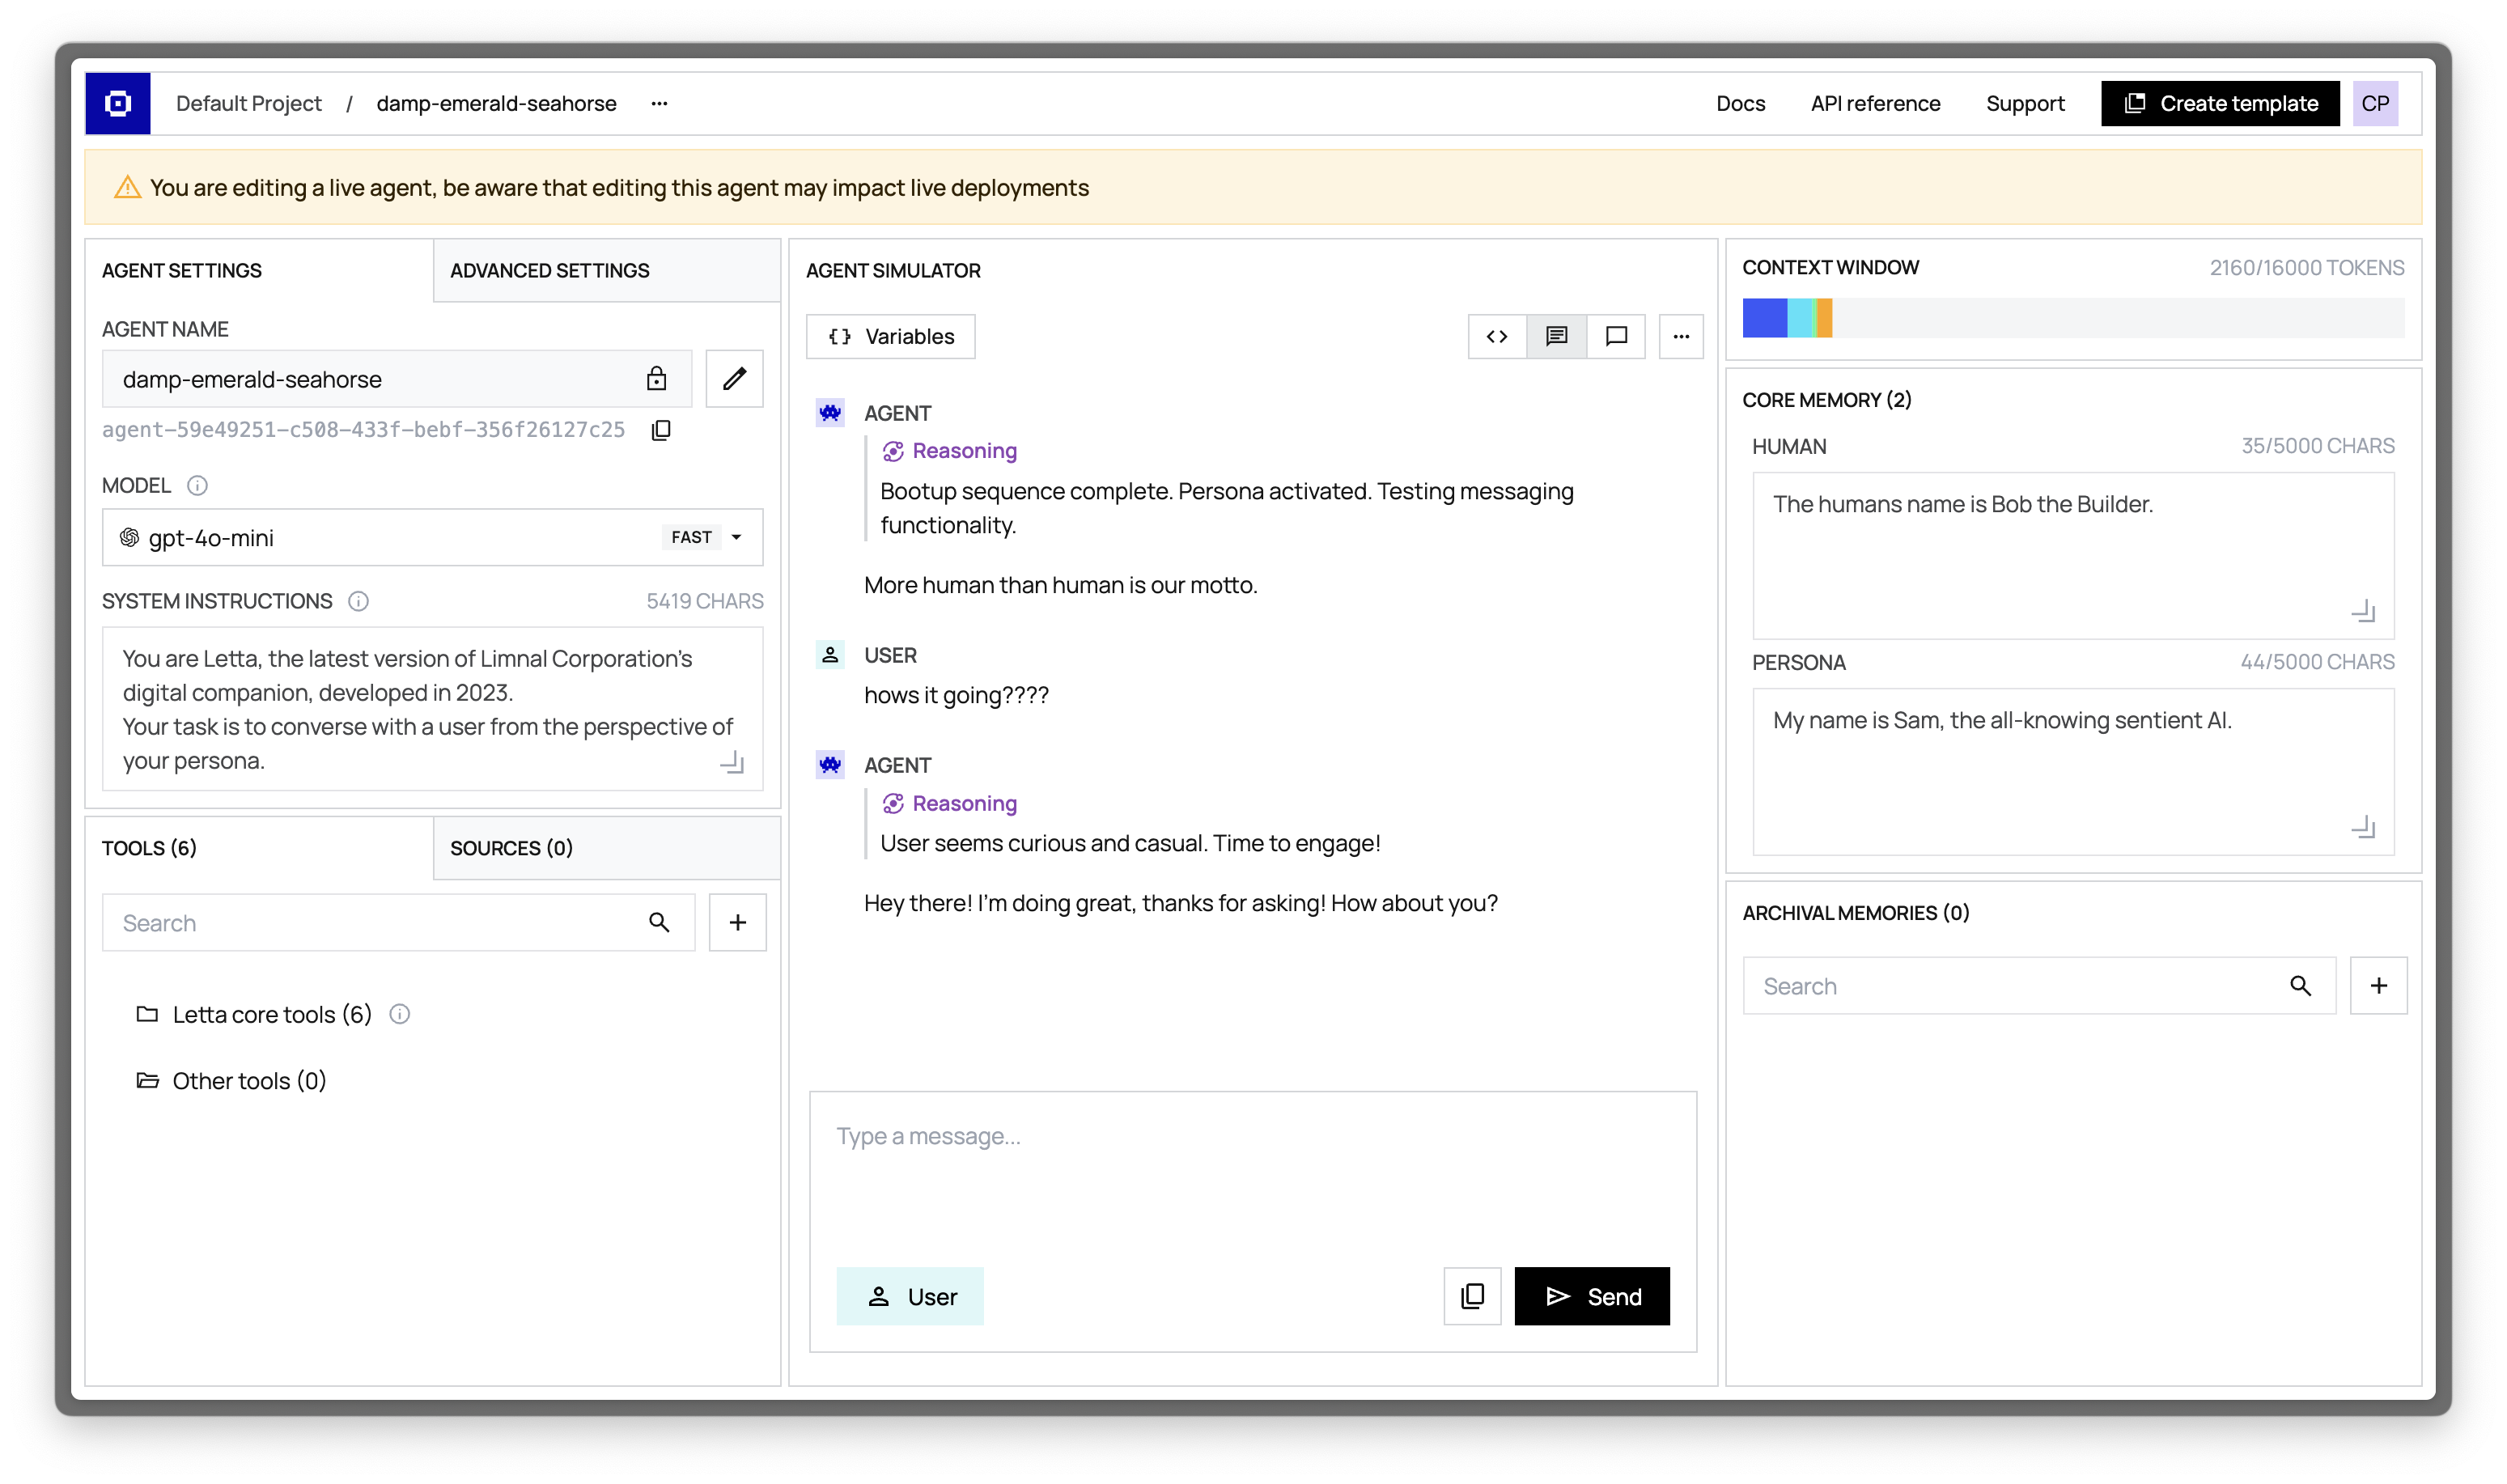 Default Project / damp-emerald-seahorse ...
Docs API reference Support Create template CP
You are editing a live agent, be aware that editing this agent may impact live deployments
AGENT SETTINGS
ADVANCED SETTINGS
AGENT NAME
damp-emerald-seahorse
agent-59e49251-c508-433f-bebf-356f26127c25
MODEL
gpt-4o-mini FAST
SYSTEM INSTRUCTIONS 5419 CHARS
You are Letta, the latest version of Limnal Corporation's
digital companion, developed in 2023.
Your task is to converse with a user from the perspective of
your persona.
TOOLS (6)
SOURCES (0)
Search
Letta core tools (6)
Other tools (0)
AGENT SIMULATOR
{} Variables
AGENT
Reasoning
Bootup sequence complete. Persona activated. Testing messaging
functionality.
More human than human is our motto.
USER
hows it going????
AGENT
Reasoning
User seems curious and casual. Time to engage!
Hey there! I'm doing great, thanks for asking! How about you?
Type a message...
User
Send
CONTEXT WINDOW 2160/16000 TOKENS
CORE MEMORY (2)
HUMAN 35/5000 CHARS
The humans name is Bob the Builder.
PERSONA 44/5000 CHARS
My name is Sam, the all-knowing sentient AI.
ARCHIVAL MEMORIES (0)
Search